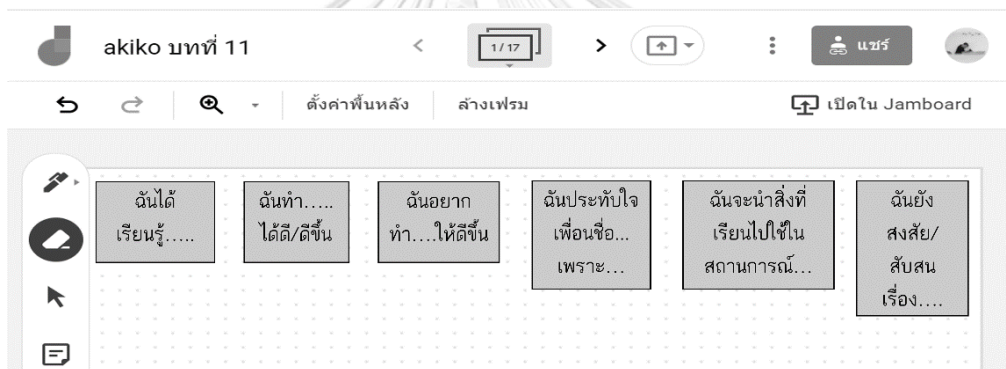 akiko บทที่ 11
1 / 17
แชร์
ตั้งค่าพื้นหลัง
ล้างเฟรม
เปิดใน Jamboard
ฉันได้
เรียนรู้.....
ฉันทำ.....
ได้ดี/ดีขึ้น
ฉันอยาก
ทำ....ให้ดีขึ้น
ฉันประทับใจ
เพื่อนชื่อ...
เพราะ...
ฉันจะนำสิ่งที่
เรียนไปใช้ใน
สถานการณ์...
ฉันยัง
สงสัย/
สับสน
เรื่อง....